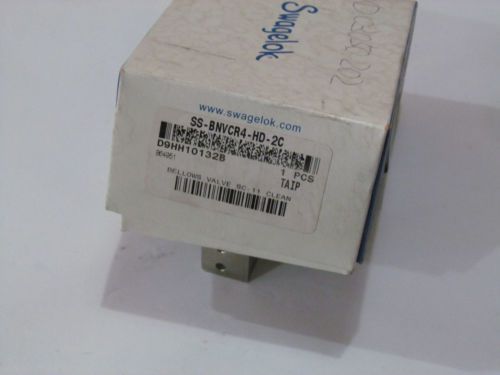 Swagelok
www.swagelok.com
SS-BNVCR4-HD-2C
D9HH10132B
1 PCS
TAIP
BELLOWS VALVE SC-11 CLEAN